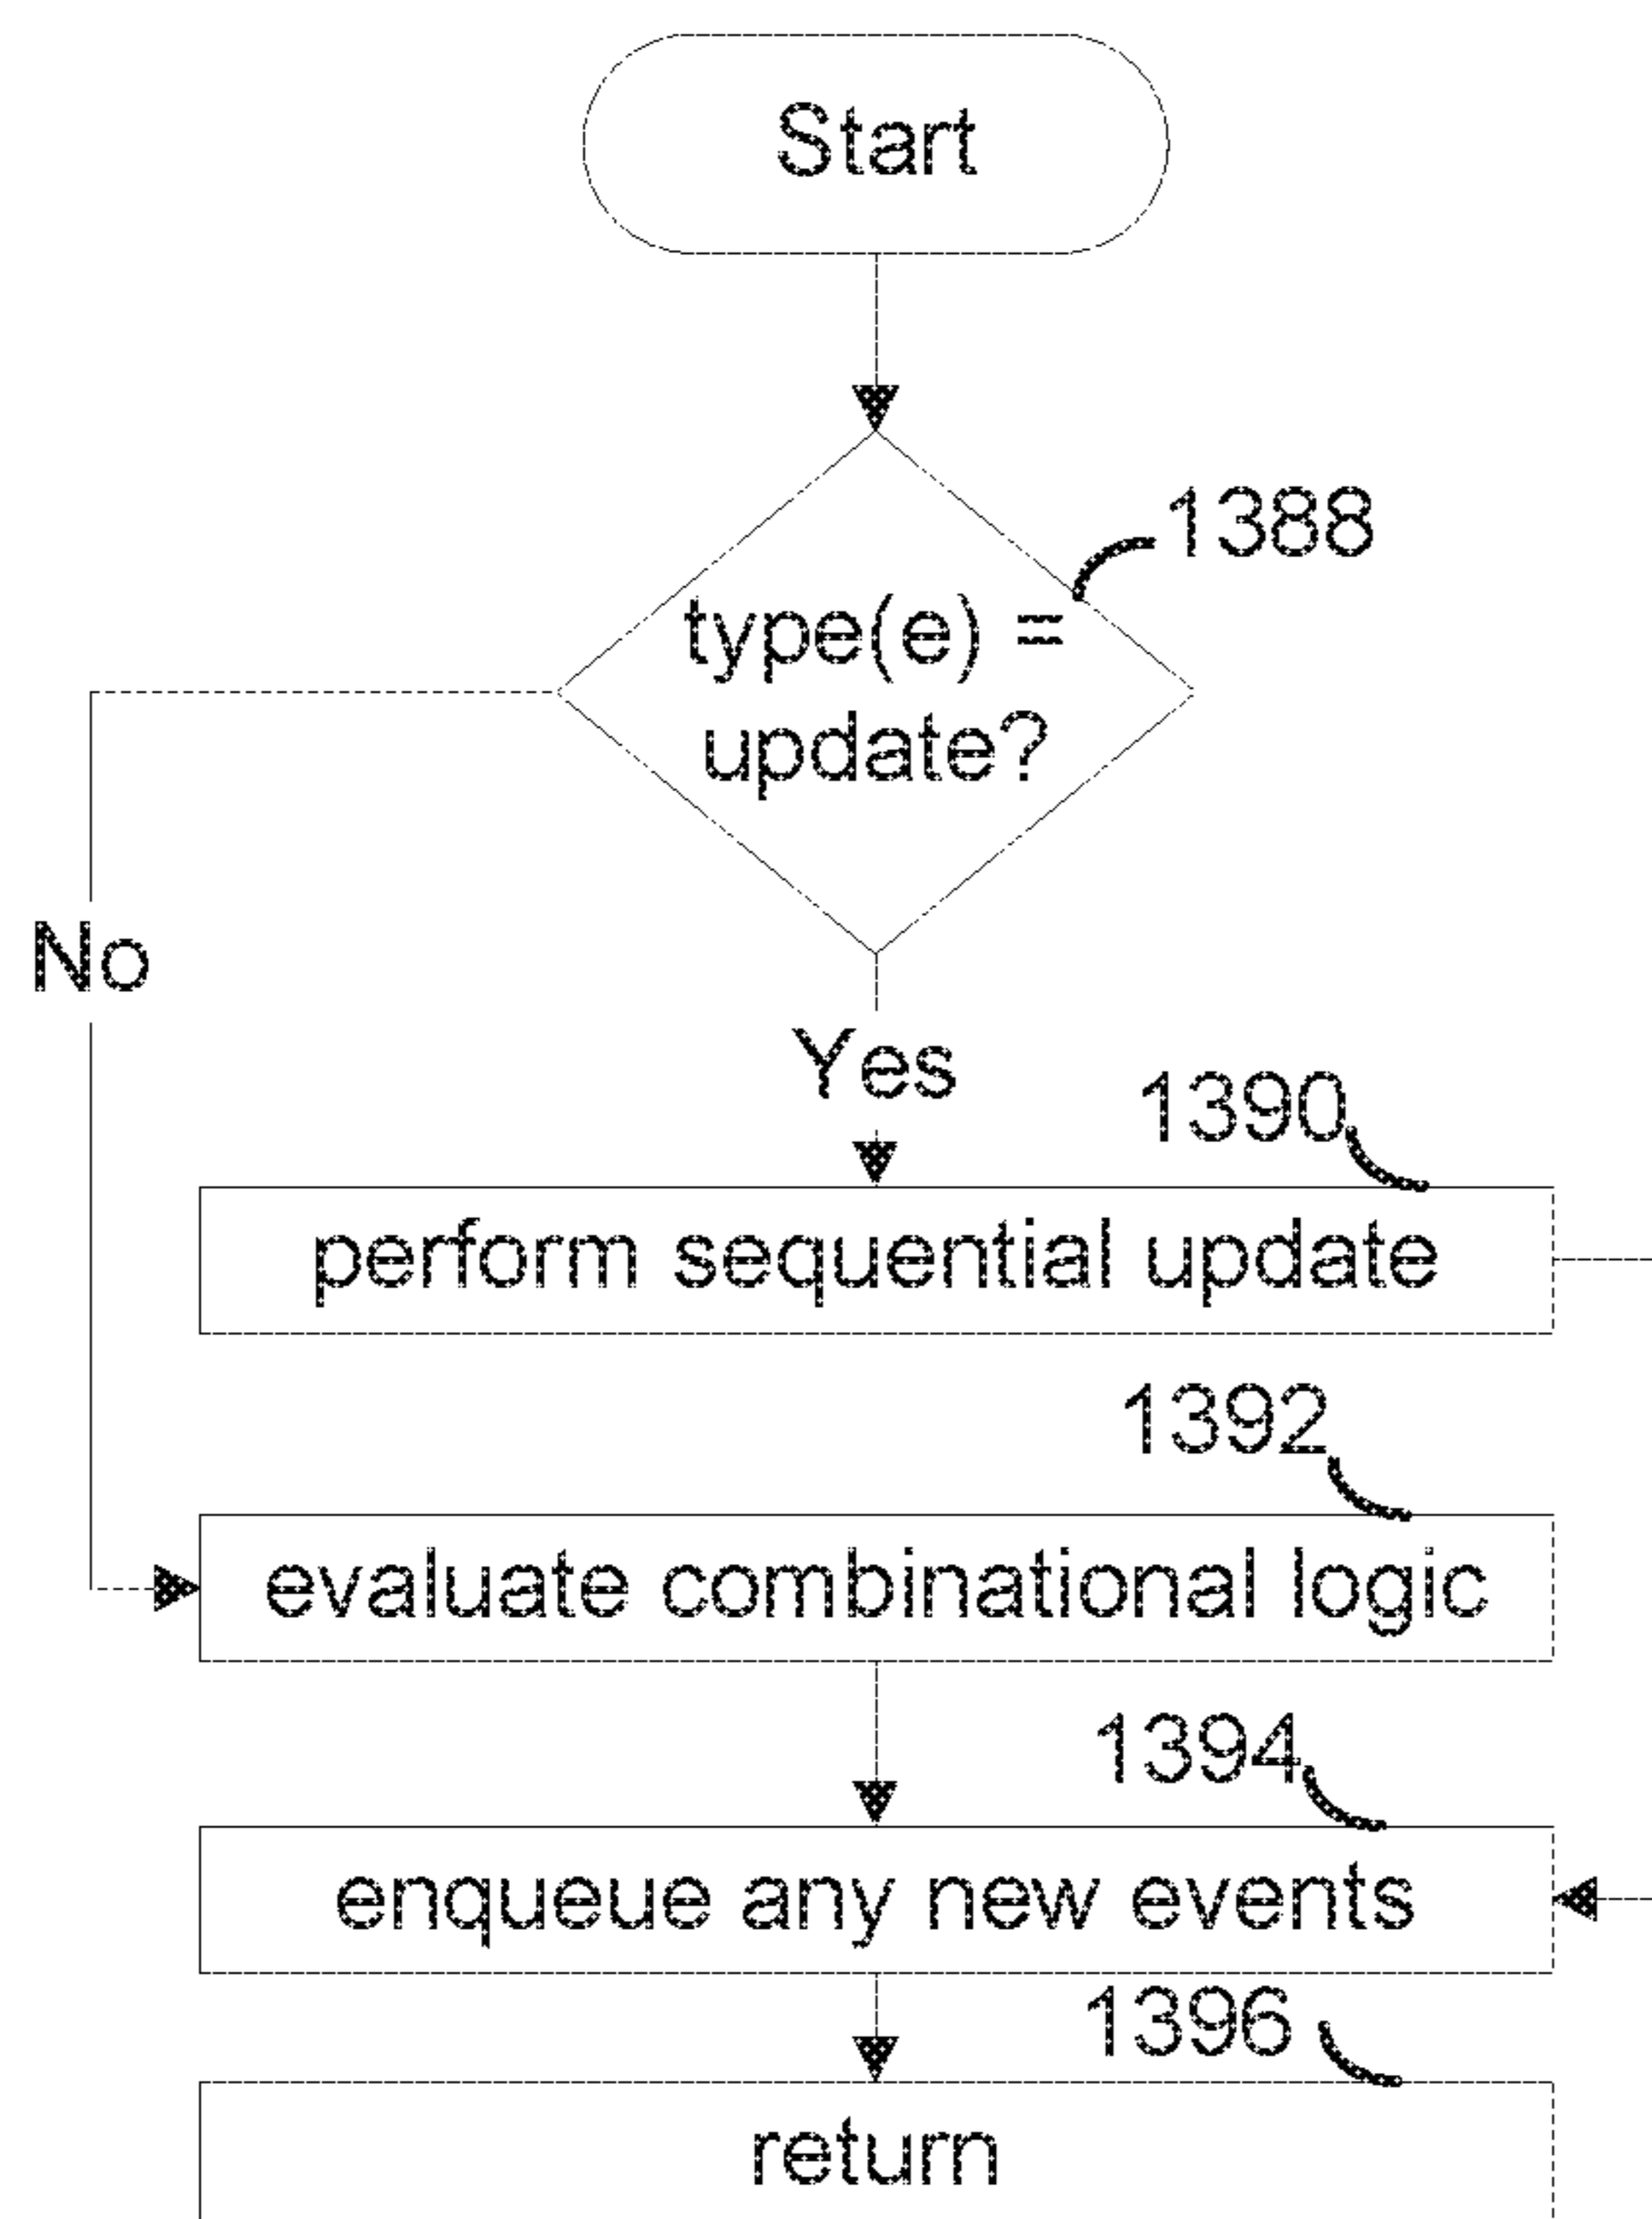 Start
1388
type(e) =
update?
No
Yes
1390
perform sequential update
1392
evaluate combinational logic
1394
enqueue any new events
1396
return